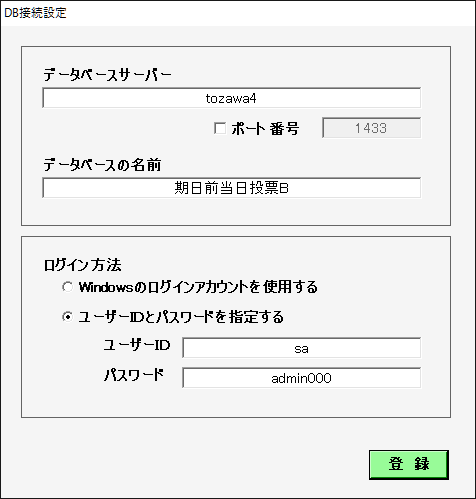 DB接続設定
データベースサーバー
tozawa4
ポート番号 1433
データベースの名前
期日前当日投票B
ログイン方法
Windowsのログインアカウントを使用する
ユーザーIDとパスワードを指定する
ユーザーID sa
パスワード admin000
登 録